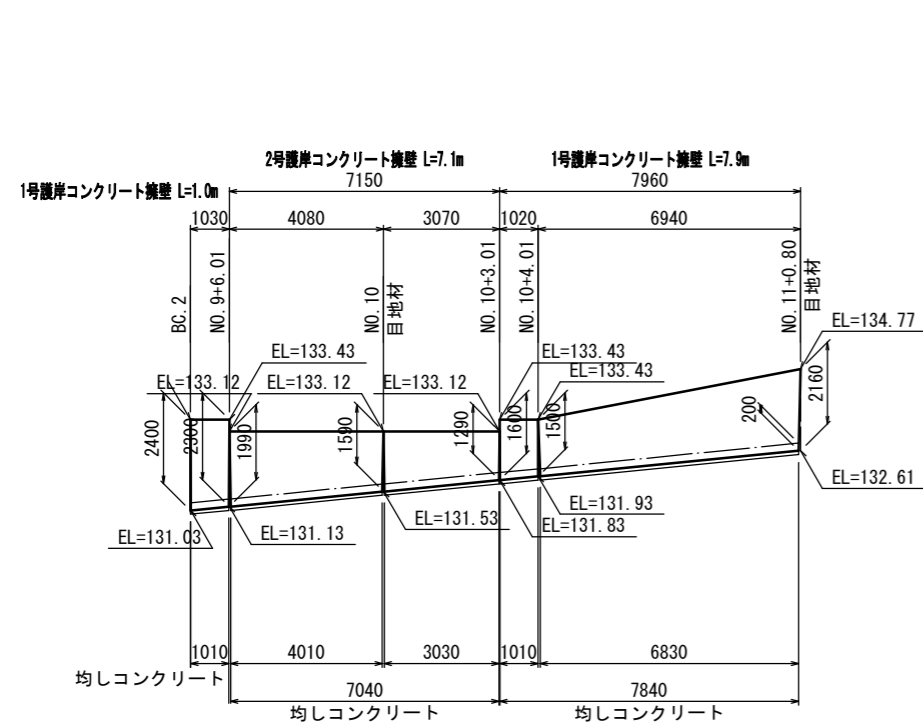 2号護岸コンクリート擁壁 L=7.1m
1号護岸コンクリート擁壁 L=7.9m
7150
7960
1号護岸コンクリート擁壁 L=1.0m
1030
4080
3070
1020
6940
BC.2
NO.9+6.01
NO.10
目地材
NO.10+3.01
NO.10+4.01
NO.11+0.80
目地材
EL=134.77
EL=133.43
EL=133.43
EL=133.43
EL=133.12
EL=133.12
EL=133.12
2400
2300
1990
1590
1290
1600
1500
200
2160
EL=132.61
EL=131.93
EL=131.53
EL=131.83
EL=131.03
EL=131.13
1010
4010
3030
1010
6830
均しコンクリート
7040
7840
均しコンクリート
均しコンクリート